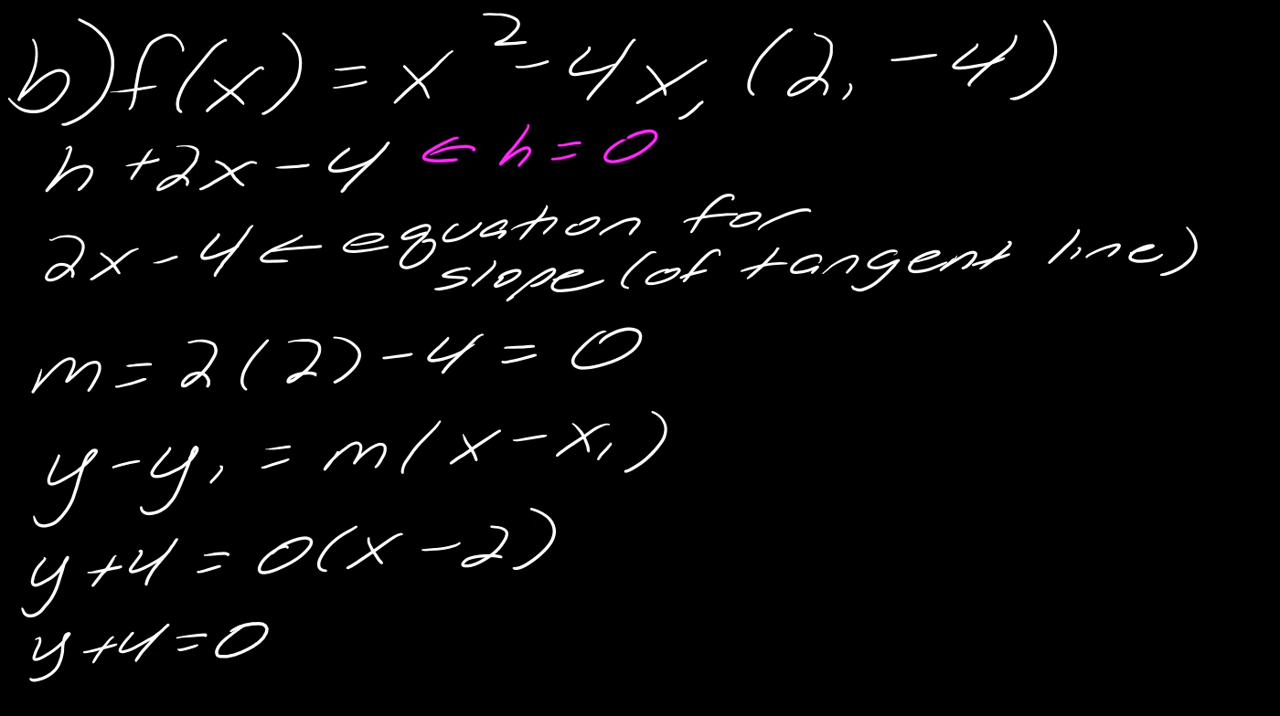 b) f(x) = x² - 4x, (2, -4)
h + 2x - 4 ← h = 0
2x - 4 ← equation for
slope (of tangent line)
m = 2(2) - 4 = 0
y - y₁ = m(x - x₁)
y + 4 = 0(x - 2)
y + 4 = 0